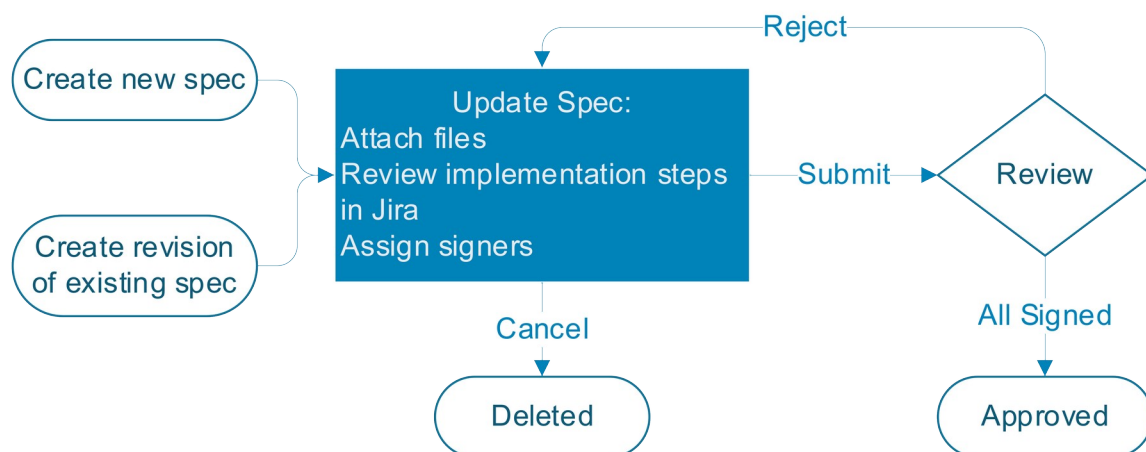 Reject
Create new spec
Update Spec:
Attach files
Review implementation steps
in Jira
Assign signers
Submit
Review
Create revision
of existing spec
Cancel
All Signed
Deleted
Approved